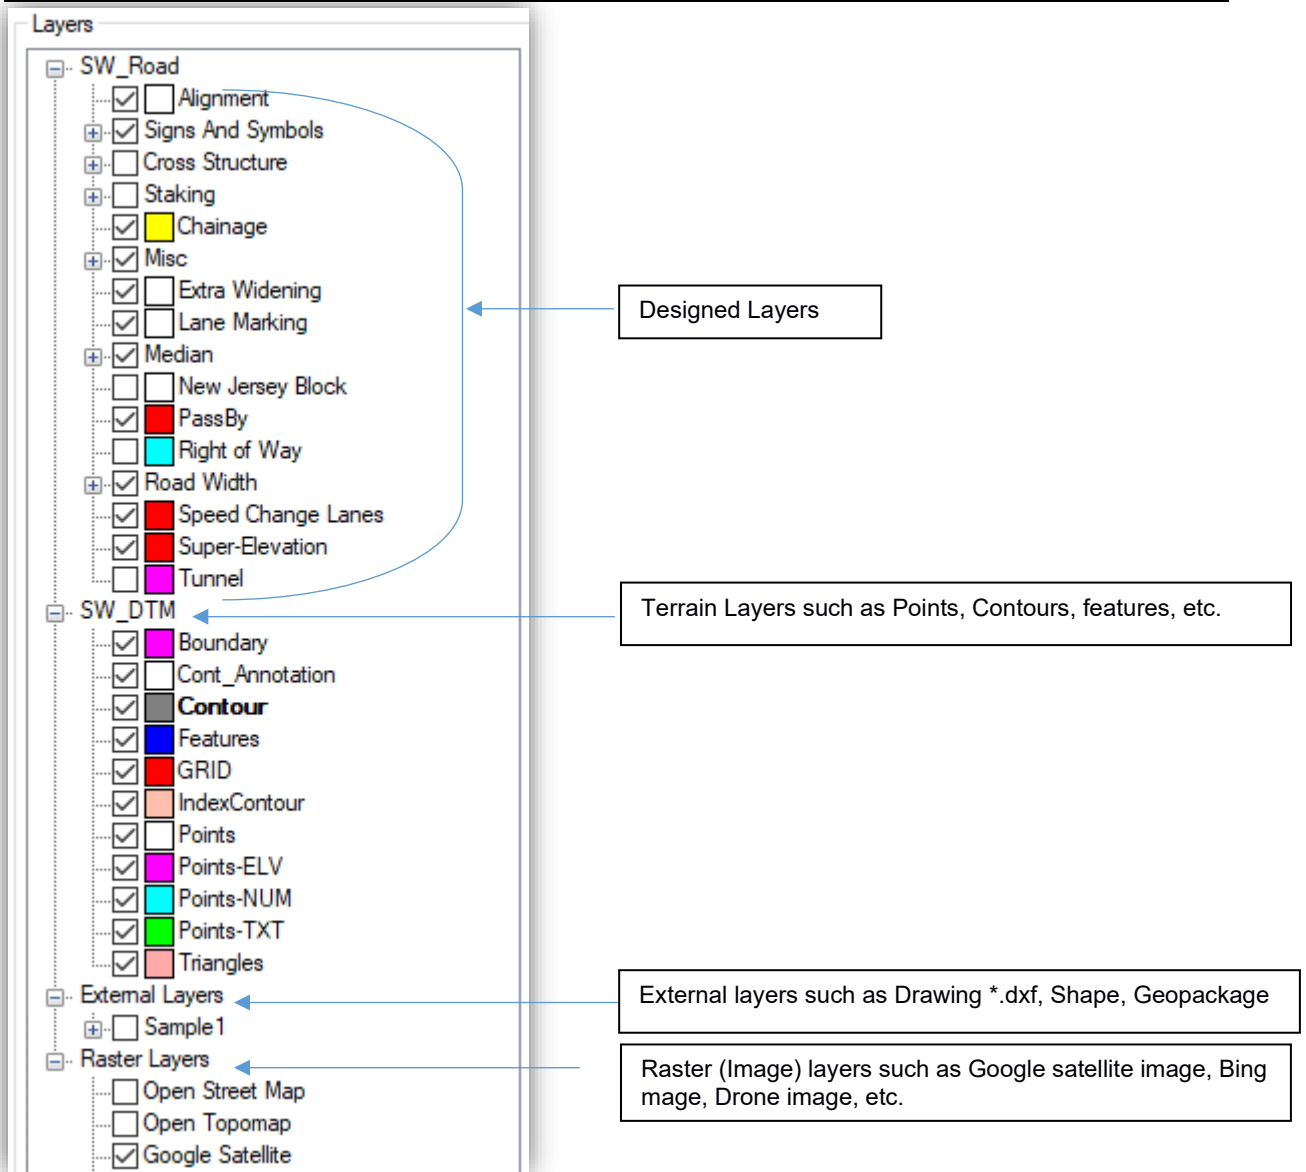 Layers
SW_Road
Alignment
Signs And Symbols
Cross Structure
Staking
Chainage
Misc
Extra Widening
Lane Marking
Median
New Jersey Block
PassBy
Right of Way
Road Width
Speed Change Lanes
Super-Elevation
Tunnel
SW_DTM
Boundary
Cont_Annotation
Contour
Features
GRID
IndexContour
Points
Points-ELV
Points-NUM
Points-TXT
Triangles
External Layers
Sample1
Raster Layers
Open Street Map
Open Topomap
Google Satellite
Designed Layers
Terrain Layers such as Points, Contours, features, etc.
External layers such as Drawing *.dxf, Shape, Geopackage
Raster (Image) layers such as Google satellite image, Bing
mage, Drone image, etc.